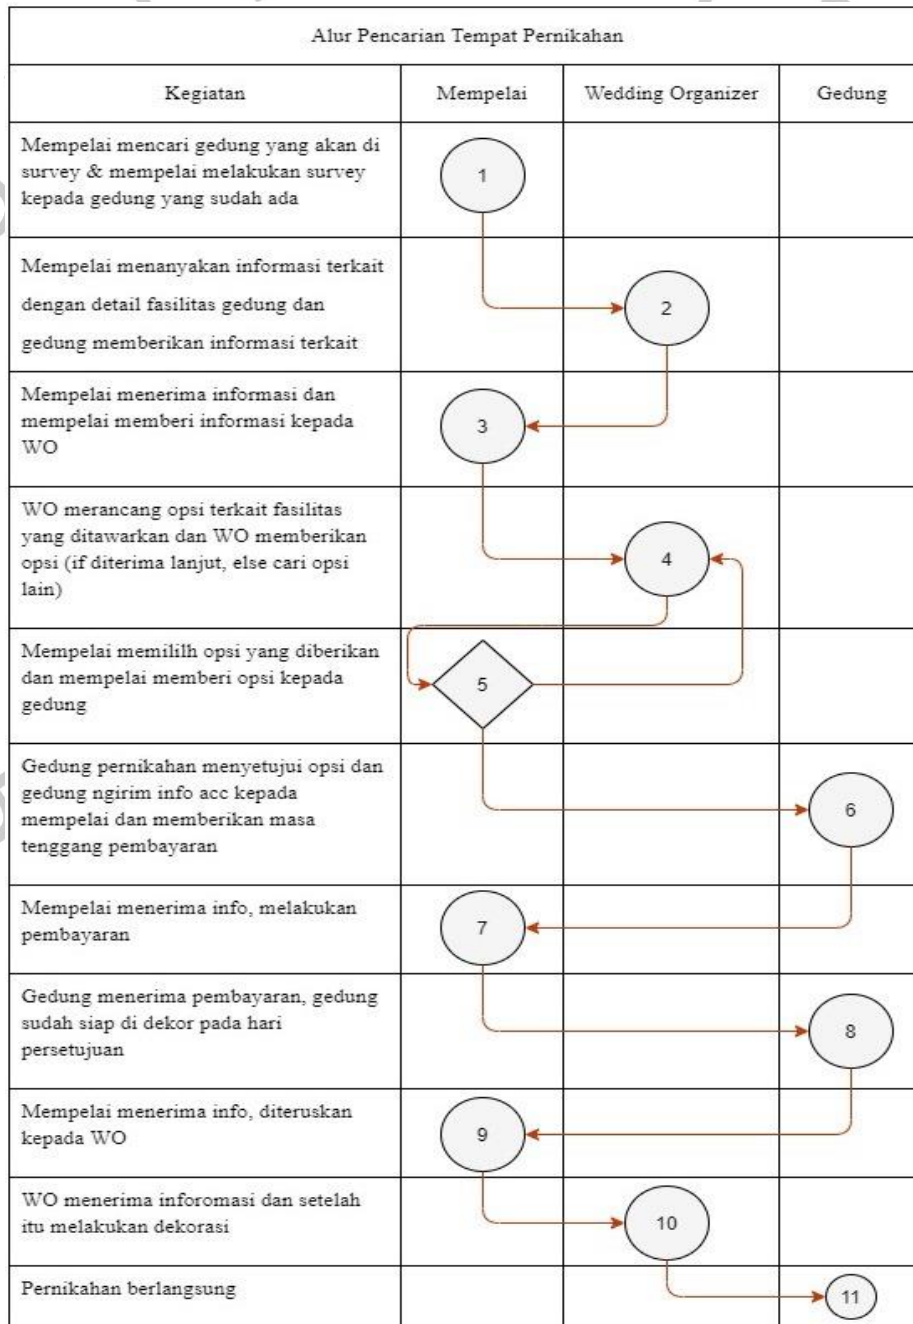 Alur Pencarian Tempat Pernikahan
Kegiatan
Mempelai
Wedding Organizer
Gedung
Mempelai mencari gedung yang akan di
survey & mempelai melakukan survey
kepada gedung yang sudah ada
1
Mempelai menanyakan informasi terkait
dengan detail fasilitas gedung dan
gedung memberikan informasi terkait
2
Mempelai menerima informasi dan
mempelai memberi informasi kepada
WO
3
WO merancang opsi terkait fasilitas
yang ditawarkan dan WO memberikan
opsi (if diterima lanjut, else cari opsi
lain)
4
Mempelai memililh opsi yang diberikan
dan mempelai memberi opsi kepada
gedung
5
Gedung pernikahan menyetujui opsi dan
gedung ngirim info acc kepada
mempelai dan memberikan masa
tenggang pembayaran
6
Mempelai menerima info, melakukan
pembayaran
7
Gedung menerima pembayaran, gedung
sudah siap di dekor pada hari
persetujuan
8
Mempelai menerima info, diteruskan
kepada WO
9
WO menerima inforomasi dan setelah
itu melakukan dekorasi
10
Pernikahan berlangsung
11